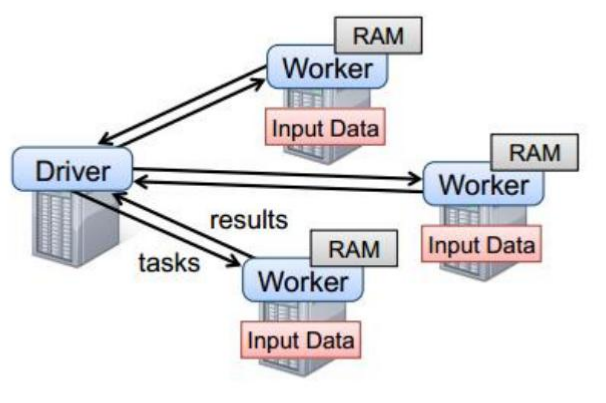 RAM
Worker
Input Data
Driver
RAM
Worker
Input Data
results
tasks
RAM
Worker
Input Data